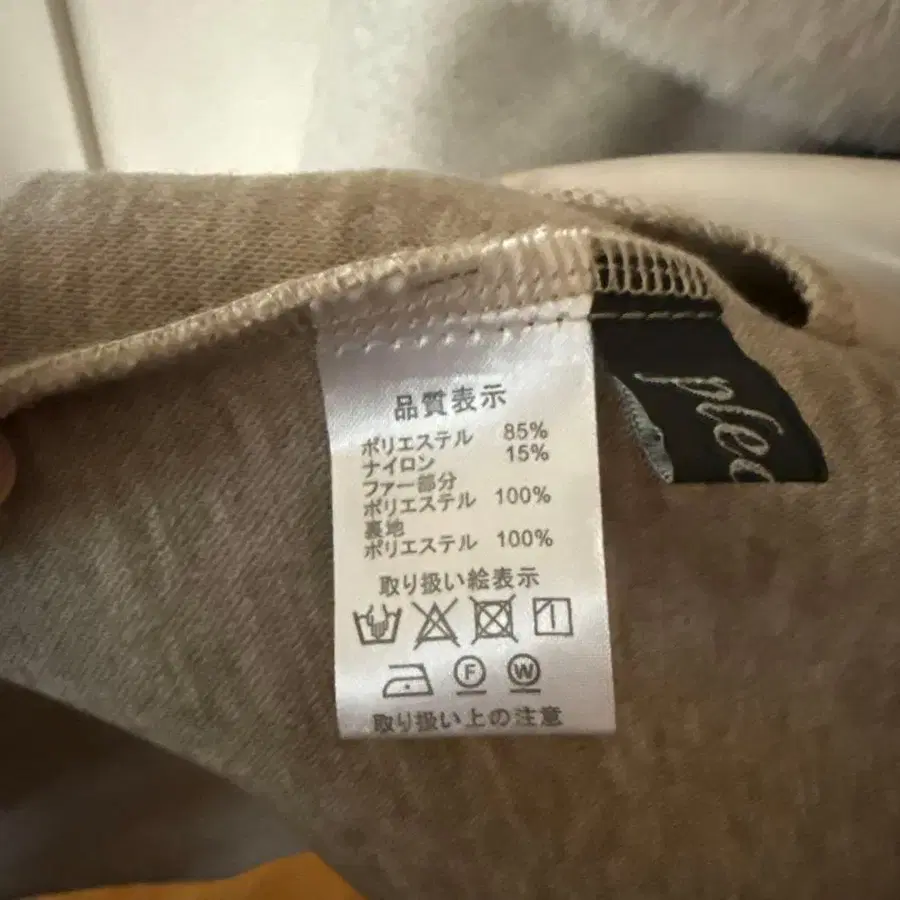 品質表示
ポリエステル 85%
ナイロン 15%
ファー部分
ポリエステル 100%
裏地
ポリエステル 100%
取り扱い絵表示
F W
取り扱い上の注意